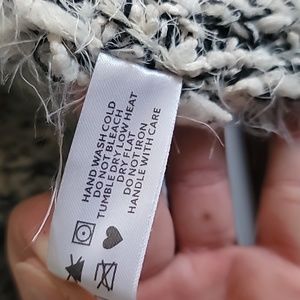 HAND WASH COLD
DO NOT BLEACH
TUMBLE DRY LOW HEAT
DRY FLAT
DO NOT IRON
HANDLE WITH CARE